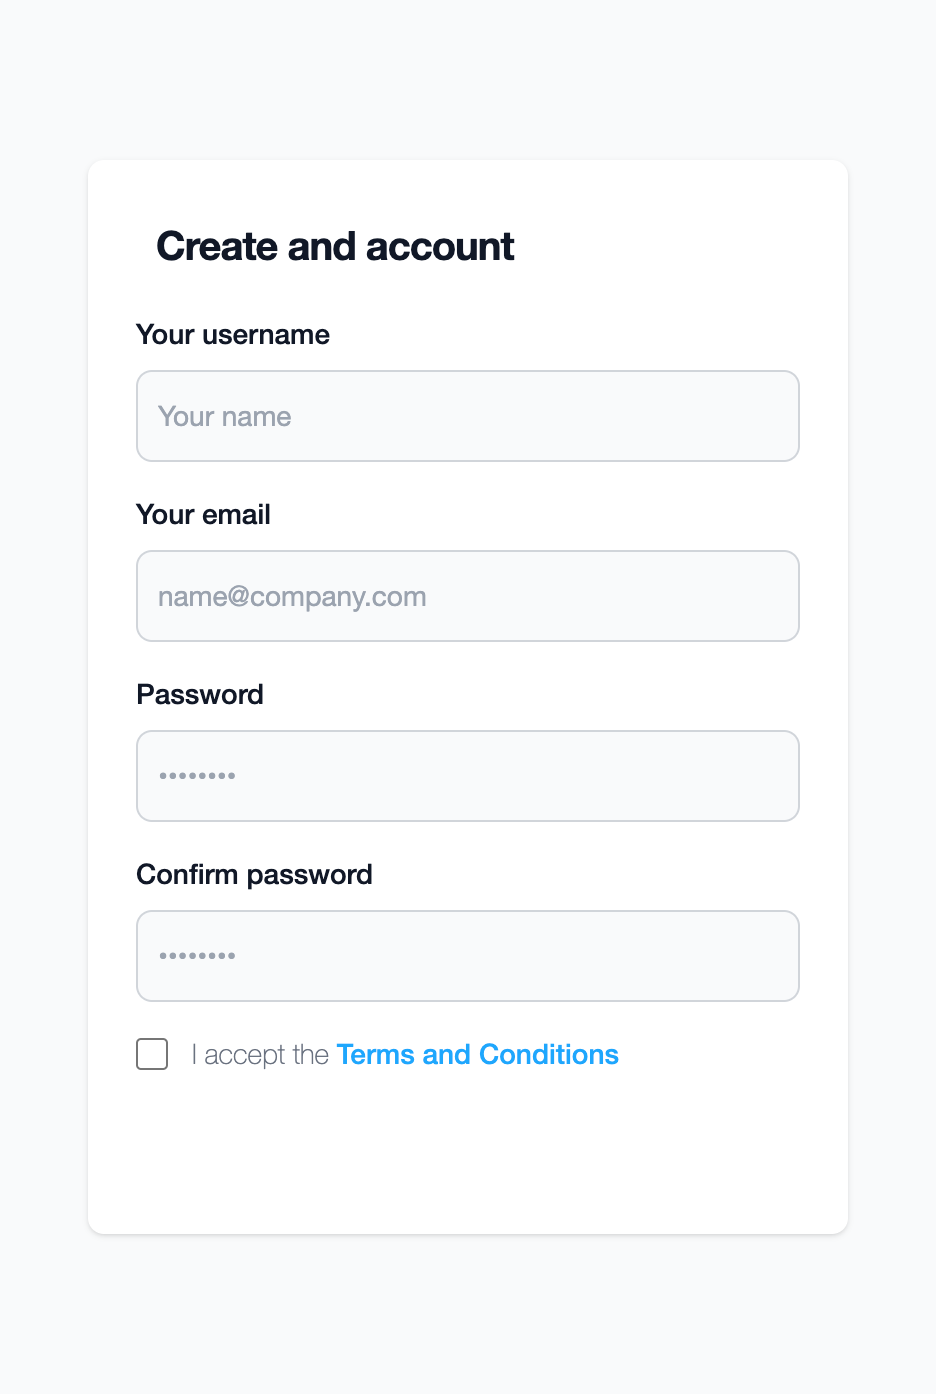 Create and account
Your username
Your name
Your email
name@company.com
Password
••••••••
Confirm password
••••••••
I accept the Terms and Conditions